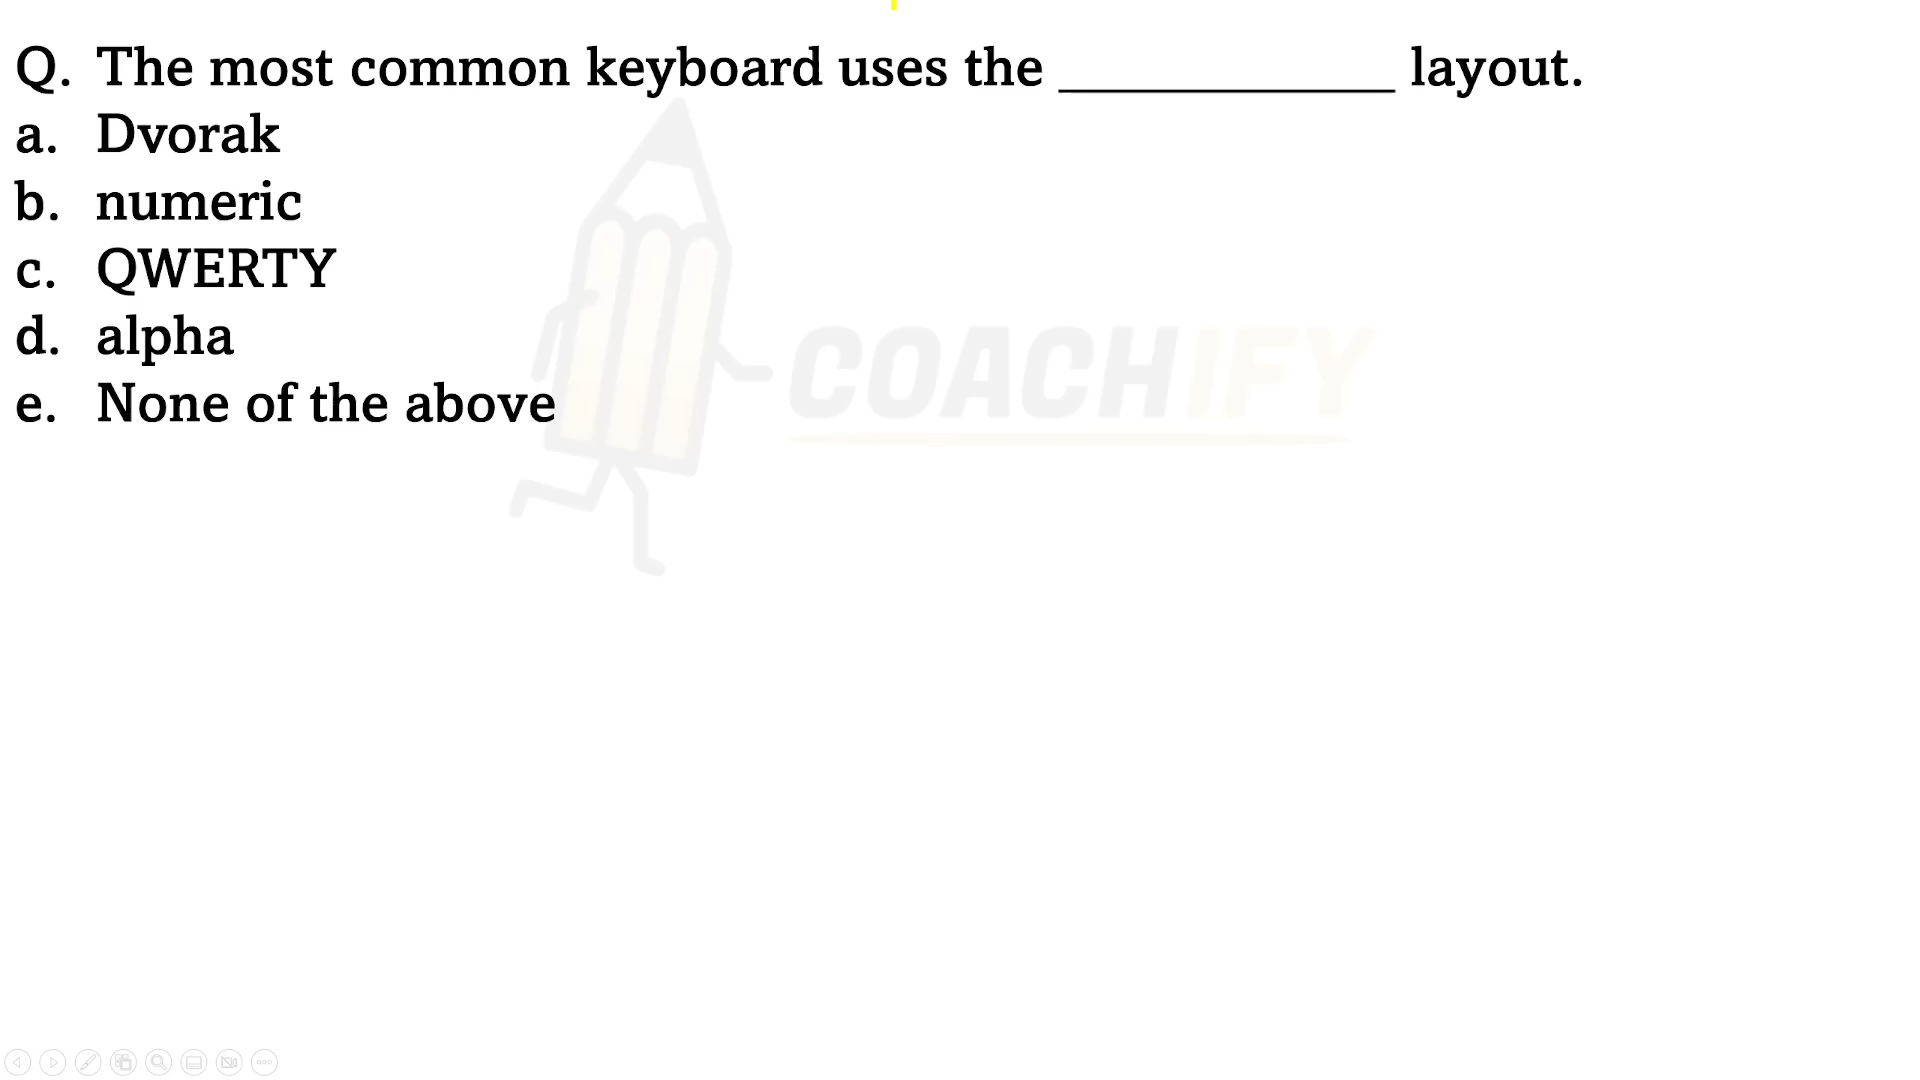 Q. The most common keyboard uses the ____________ layout.
a. Dvorak
b. numeric
c. QWERTY
d. alpha
e. None of the above
COACHIFY